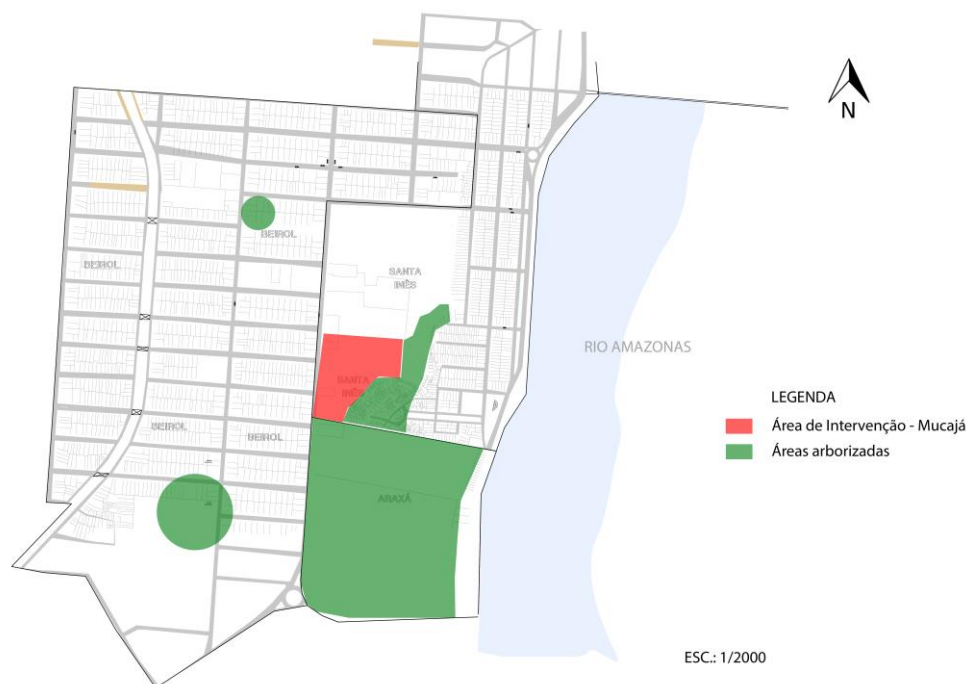 N
BEIROL
BEIROL
SANTA
INÊS
RIO AMAZONAS
SANTA
INÊS
LEGENDA
Área de Intervenção - Mucajá
Áreas arborizadas
BEIROL
BEIROL
ARAXÁ
ESC.: 1/2000